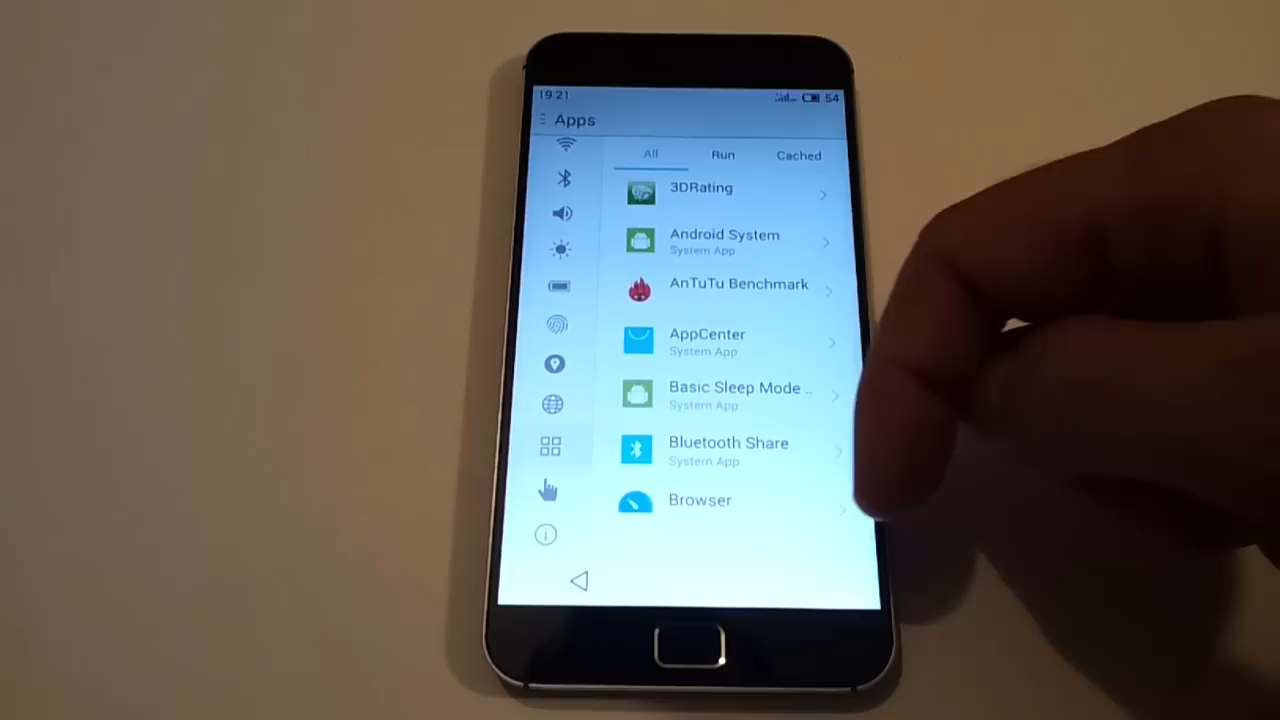 19.21
54
Apps
All Run Cached
3DRating
Android System
System App
AnTuTu Benchmark
AppCenter
System App
Basic Sleep Mode ..
System App
Bluetooth Share
System App
Browser